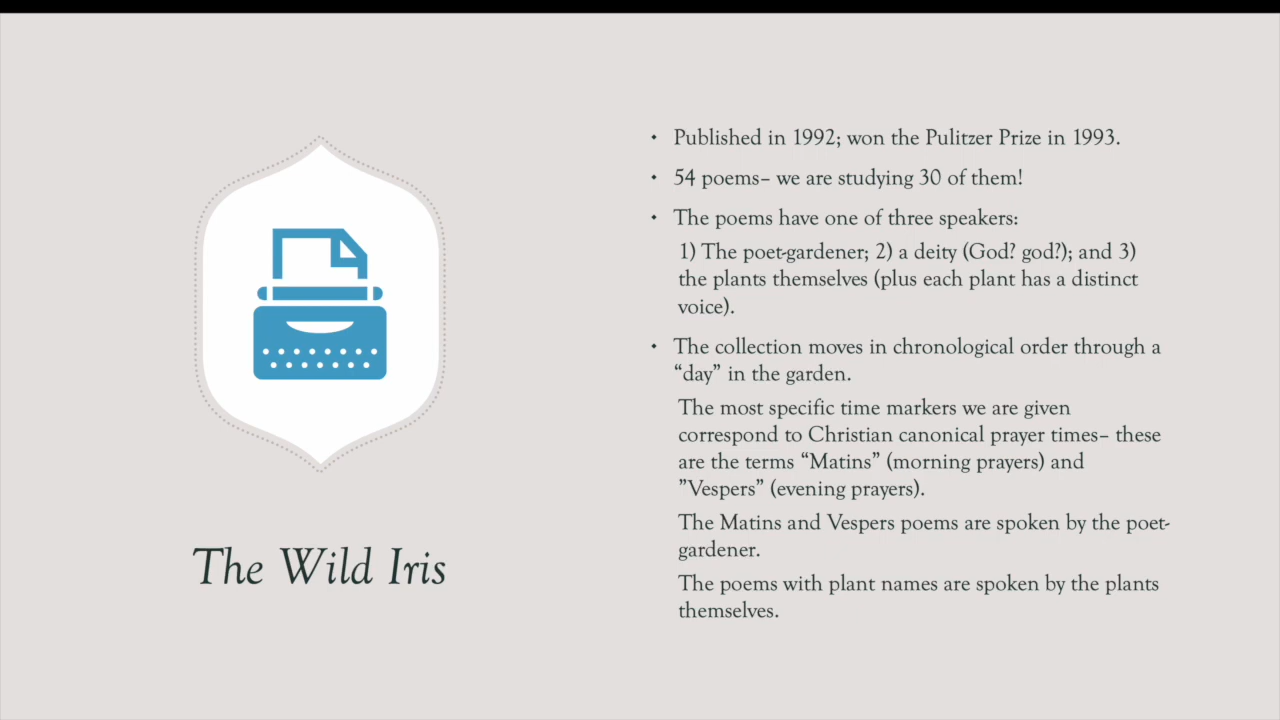 The Wild Iris
Published in 1992; won the Pulitzer Prize in 1993.
54 poems– we are studying 30 of them!
The poems have one of three speakers:
1) The poet-gardener; 2) a deity (God? god?); and 3)
the plants themselves (plus each plant has a distinct
voice).
The collection moves in chronological order through a
“day” in the garden.
The most specific time markers we are given
correspond to Christian canonical prayer times– these
are the terms “Matins” (morning prayers) and
”Vespers” (evening prayers).
The Matins and Vespers poems are spoken by the poet-
gardener.
The poems with plant names are spoken by the plants
themselves.